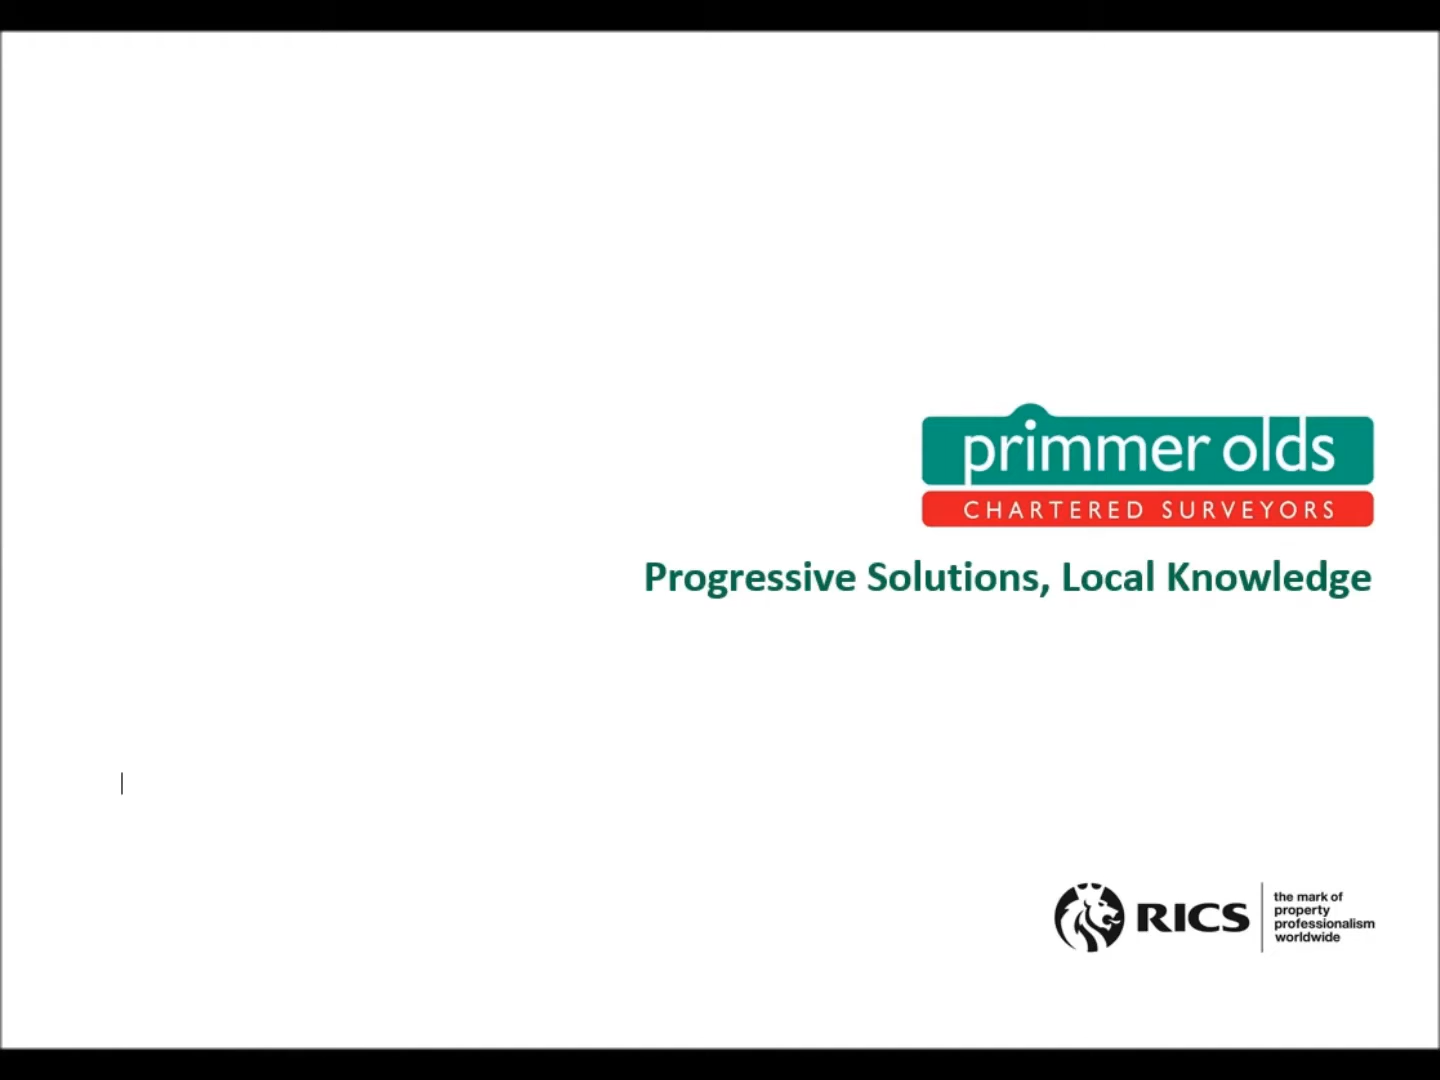 primmer olds
CHARTERED SURVEYORS
Progressive Solutions, Local Knowledge
RICS
the mark of
property
professionalism
worldwide